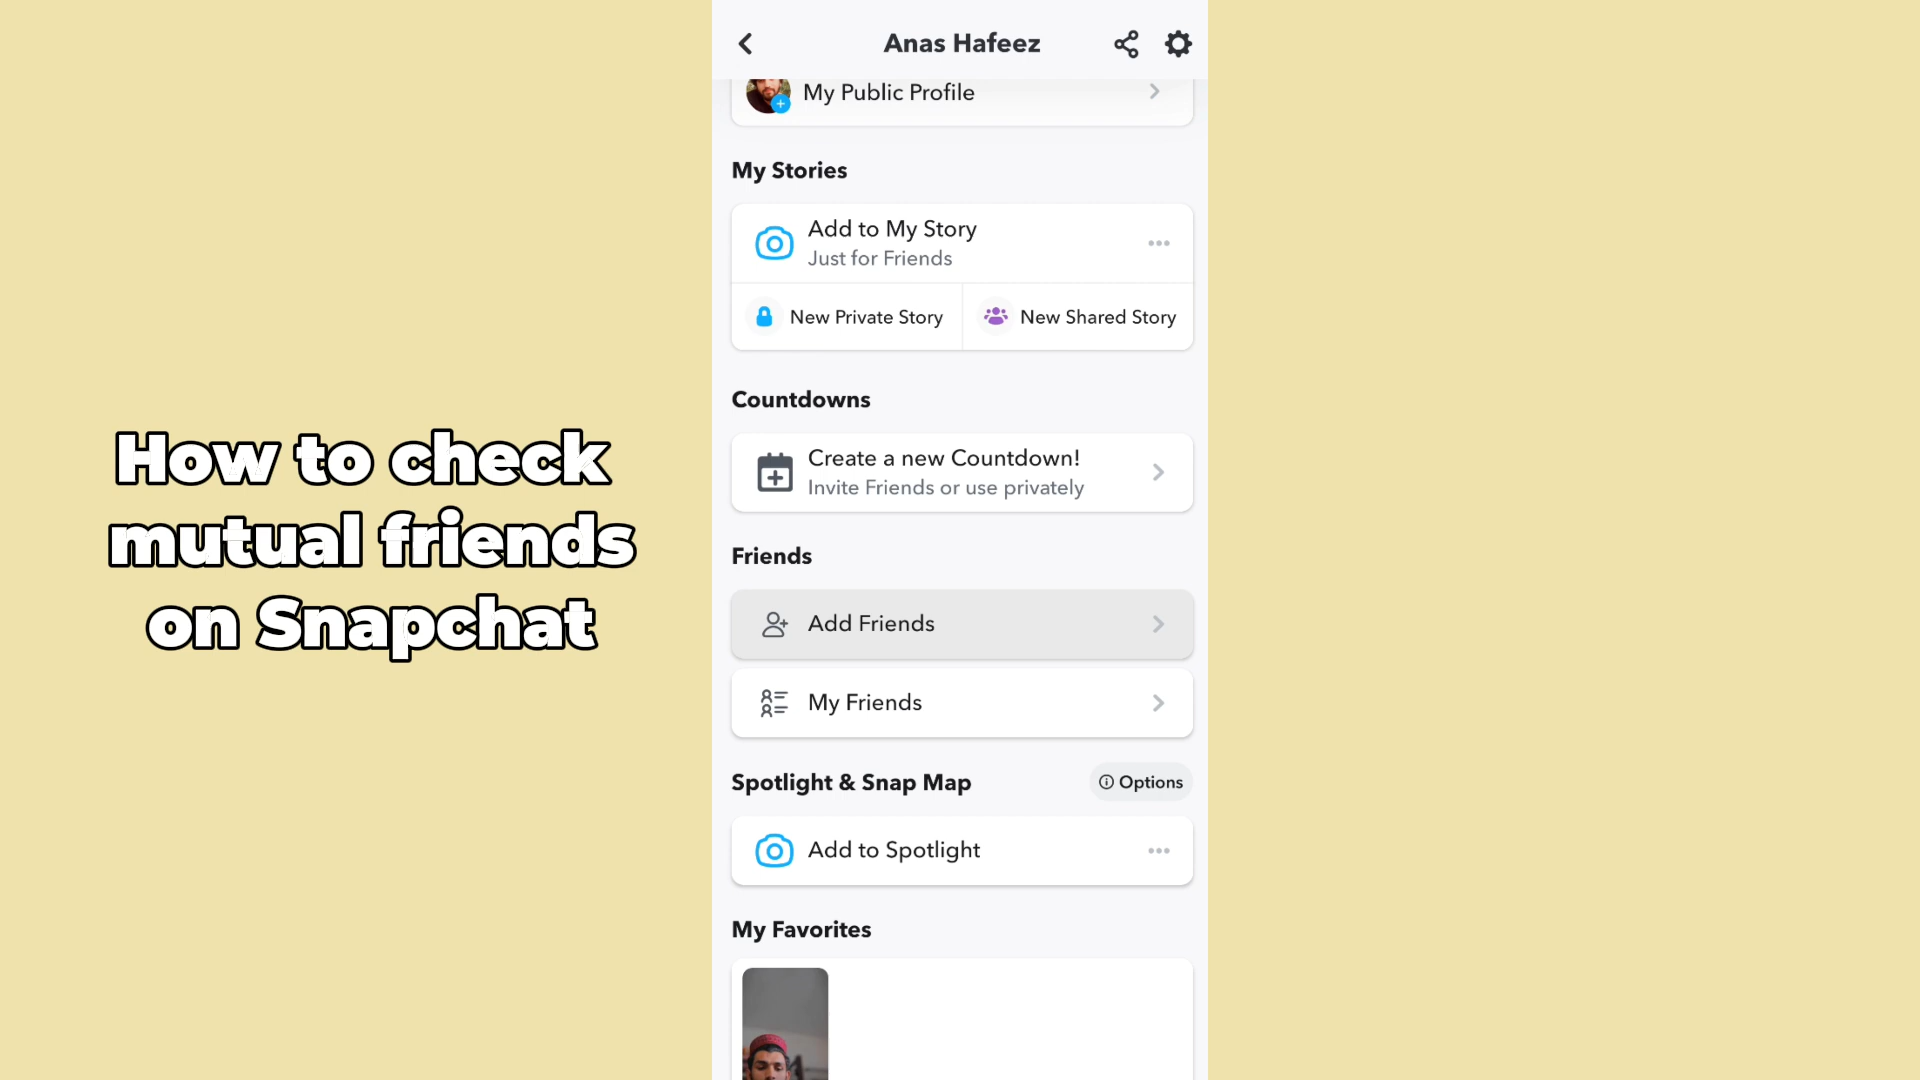 How to check
mutual friends
on Snapchat
Anas Hafeez
My Public Profile
My Stories
Add to My Story
Just for Friends
New Private Story
New Shared Story
Countdowns
Create a new Countdown!
Invite Friends or use privately
Friends
Add Friends
My Friends
Spotlight & Snap Map
Options
Add to Spotlight
My Favorites